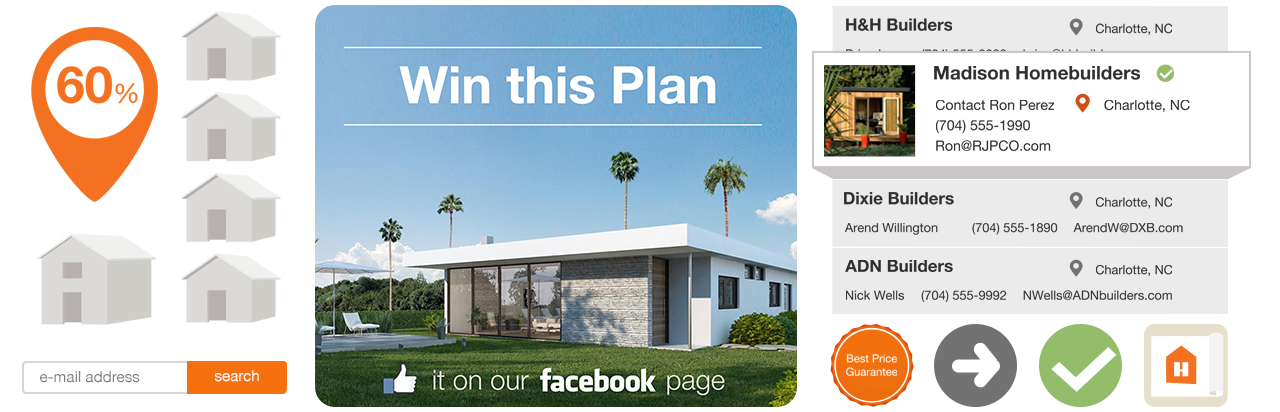 60%
e-mail address
search
Win this Plan
it on our facebook page
H&H Builders
Charlotte, NC
Madison Homebuilders
Contact Ron Perez
Charlotte, NC
(704) 555-1990
Ron@RJPCO.com
Dixie Builders
Charlotte, NC
Arend Willington (704) 555-1890 ArendW@DXB.com
ADN Builders
Charlotte, NC
Nick Wells (704) 555-9992 NWells@ADNbuilders.com
Best Price
Guarantee
H